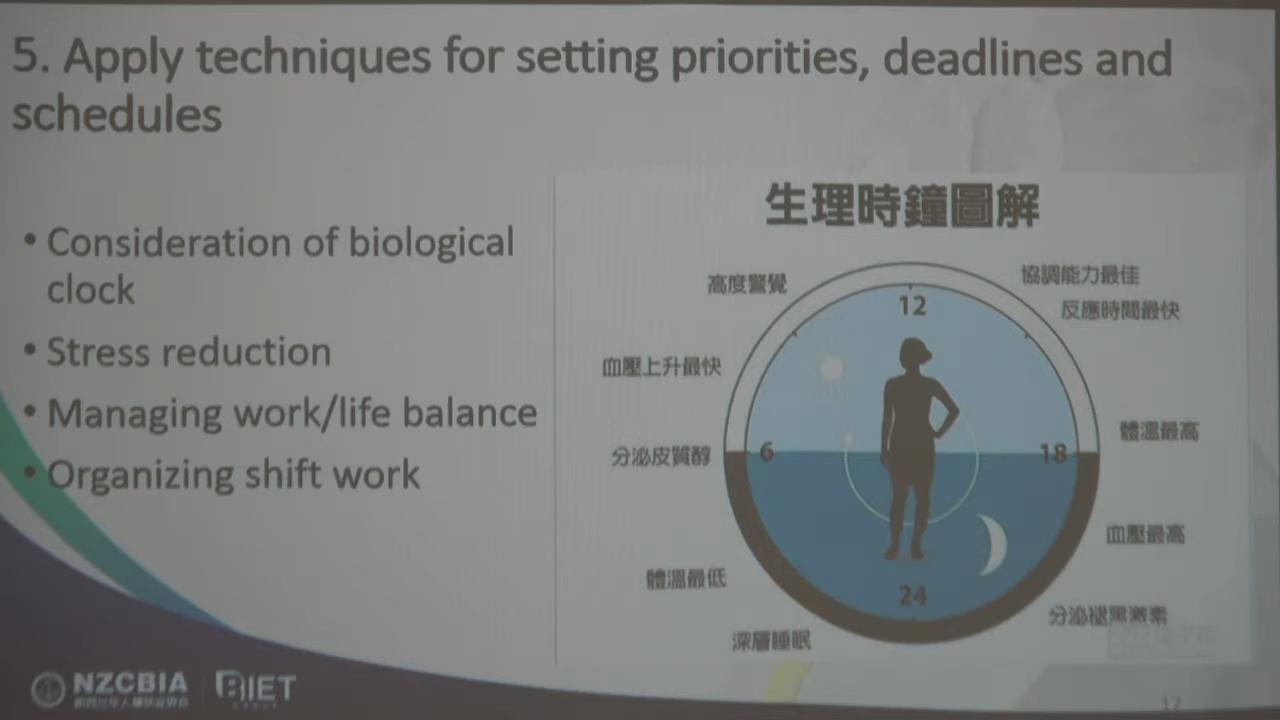 5. Apply techniques for setting priorities, deadlines and
schedules
• Consideration of biological
clock
• Stress reduction
• Managing work/life balance
• Organizing shift work
生理時鐘圖解
高度警覺
協調能力最佳
反應時間最快
血壓上升最快
體溫最高
分泌皮質醇
血壓最高
體溫最低
分泌褪黑激素
深層睡眠
12
6
18
24
NZCBIA
BIET
17